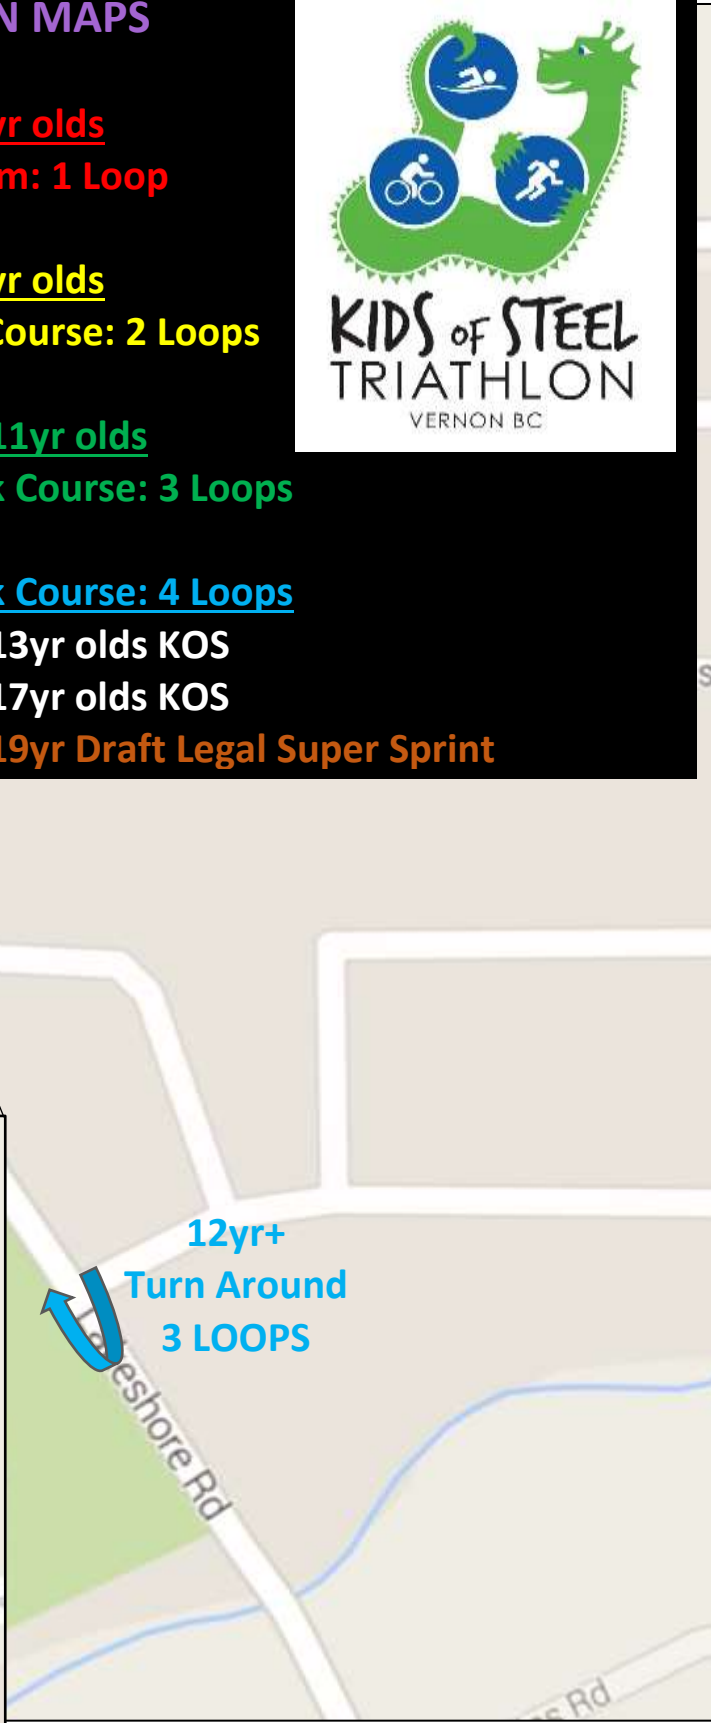 N MAPS
yr olds
m: 1 Loop
yr olds
Course: 2 Loops
11yr olds
k Course: 3 Loops
k Course: 4 Loops
13yr olds KOS
17yr olds KOS
19yr Draft Legal Super Sprint
KIDS OF STEEL
TRIATHLON
VERNON BC
12yr+
Turn Around
3 LOOPS
Lakeshore Rd
Rd